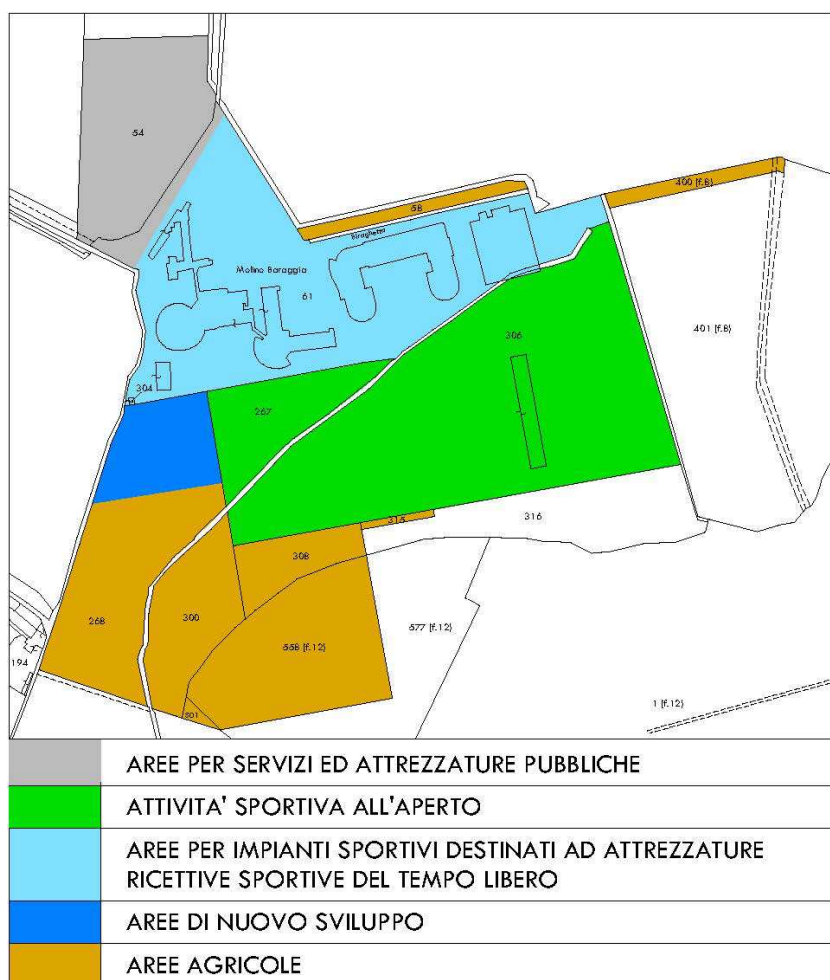 54
58
400 (f.8)
Biraghetta
Molino Baraggia
61
401 (f.8)
306
304
267
315
316
308
268
300
558 (f.12)
577 (f.12)
194
501
1 (f.12)
AREE PER SERVIZI ED ATTREZZATURE PUBBLICHE
ATTIVITA' SPORTIVA ALL'APERTO
AREE PER IMPIANTI SPORTIVI DESTINATI AD ATTREZZATURE
RICETTIVE SPORTIVE DEL TEMPO LIBERO
AREE DI NUOVO SVILUPPO
AREE AGRICOLE